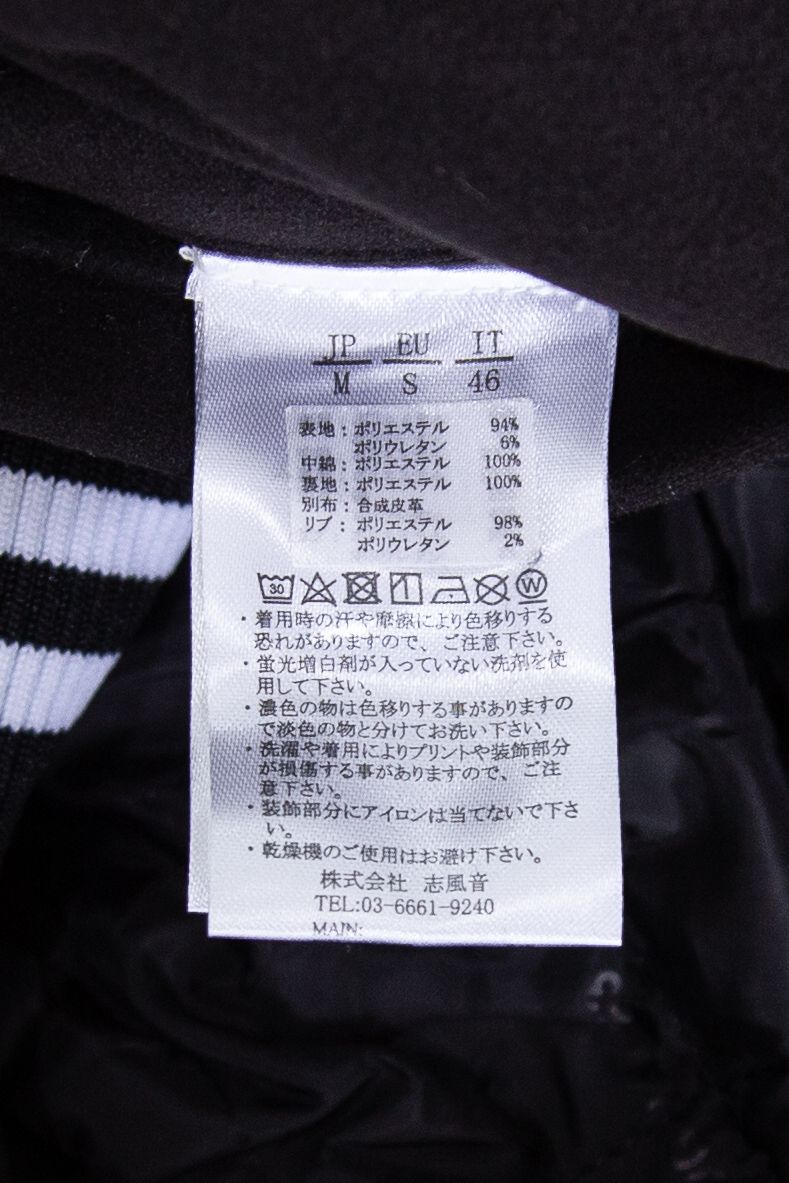 JP EU IT
M S 46
表地：ポリエステル 94%
ポリウレタン 6%
中綿：ポリエステル 100%
裏地：ポリエステル 100%
別布：合成皮革
リブ：ポリエステル 98%
ポリウレタン 2%
30 W
・着用時の汗や摩擦により色移りする
恐れがありますので、ご注意下さい。
・蛍光増白剤が入っていない洗剤を使
用して下さい。
・濃色の物は色移りする事がありますの
で淡色の物と分けてお洗い下さい。
・洗濯や着用によりプリントや装飾部分
が損傷する事がありますので、ご注
意下さい。
・装飾部分にアイロンは当てないで下さ
い。
・乾燥機のご使用はお避け下さい。
株式会社 志風音
TEL:03-6661-9240
MAIN: